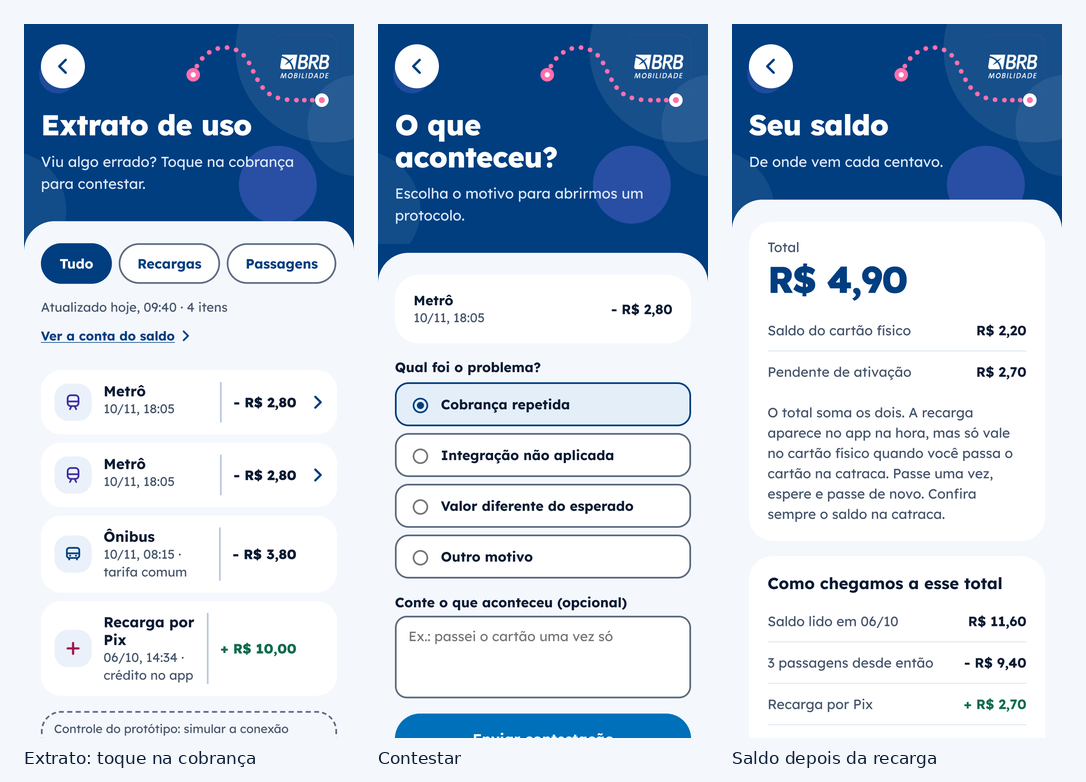 BRB
MOBILIDADE
Extrato de uso
Viu algo errado? Toque na cobrança
para contestar.
Tudo
Recargas
Passagens
Atualizado hoje, 09:40 · 4 itens
Ver a conta do saldo
Metrô
10/11, 18:05
- R$ 2,80
Metrô
10/11, 18:05
- R$ 2,80
Ônibus
10/11, 08:15 ·
tarifa comum
- R$ 3,80
Recarga por
Pix
06/10, 14:34 ·
crédito no app
+ R$ 10,00
Controle do protótipo: simular a conexão
Extrato: toque na cobrança
BRB
MOBILIDADE
O que
aconteceu?
Escolha o motivo para abrirmos um
protocolo.
Metrô
10/11, 18:05
- R$ 2,80
Qual foi o problema?
Cobrança repetida
Integração não aplicada
Valor diferente do esperado
Outro motivo
Conte o que aconteceu (opcional)
Ex.: passei o cartão uma vez só
Enviar contestação
Contestar
BRB
MOBILIDADE
Seu saldo
De onde vem cada centavo.
Total
R$ 4,90
Saldo do cartão físico
R$ 2,20
Pendente de ativação
R$ 2,70
O total soma os dois. A recarga
aparece no app na hora, mas só vale
no cartão físico quando você passa o
cartão na catraca. Passe uma vez,
espere e passe de novo. Confira
sempre o saldo na catraca.
Como chegamos a esse total
Saldo lido em 06/10
R$ 11,60
3 passagens desde então
- R$ 9,40
Recarga por Pix
+ R$ 2,70
Saldo depois da recarga